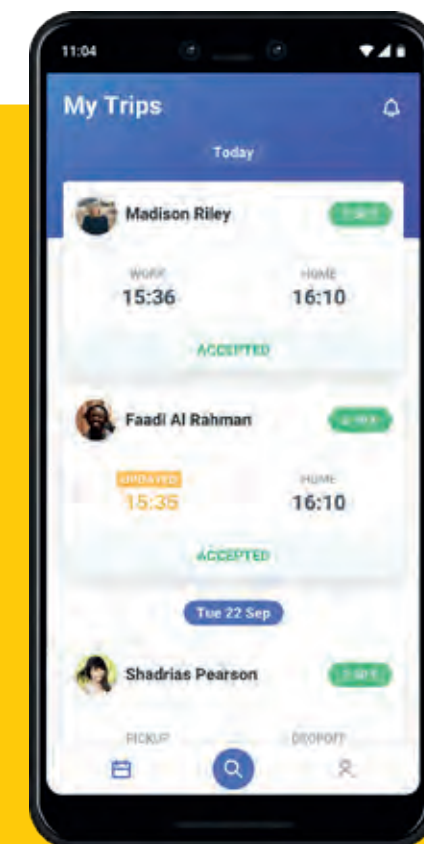 11:04
My Trips
Today
Madison Riley
WORK HOME
15:36 16:10
ACCEPTED
Faadi Al Rahman
UPDATED HOME
15:35 16:10
ACCEPTED
Tue 22 Sep
Shadrias Pearson
PICKUP DROPOFF